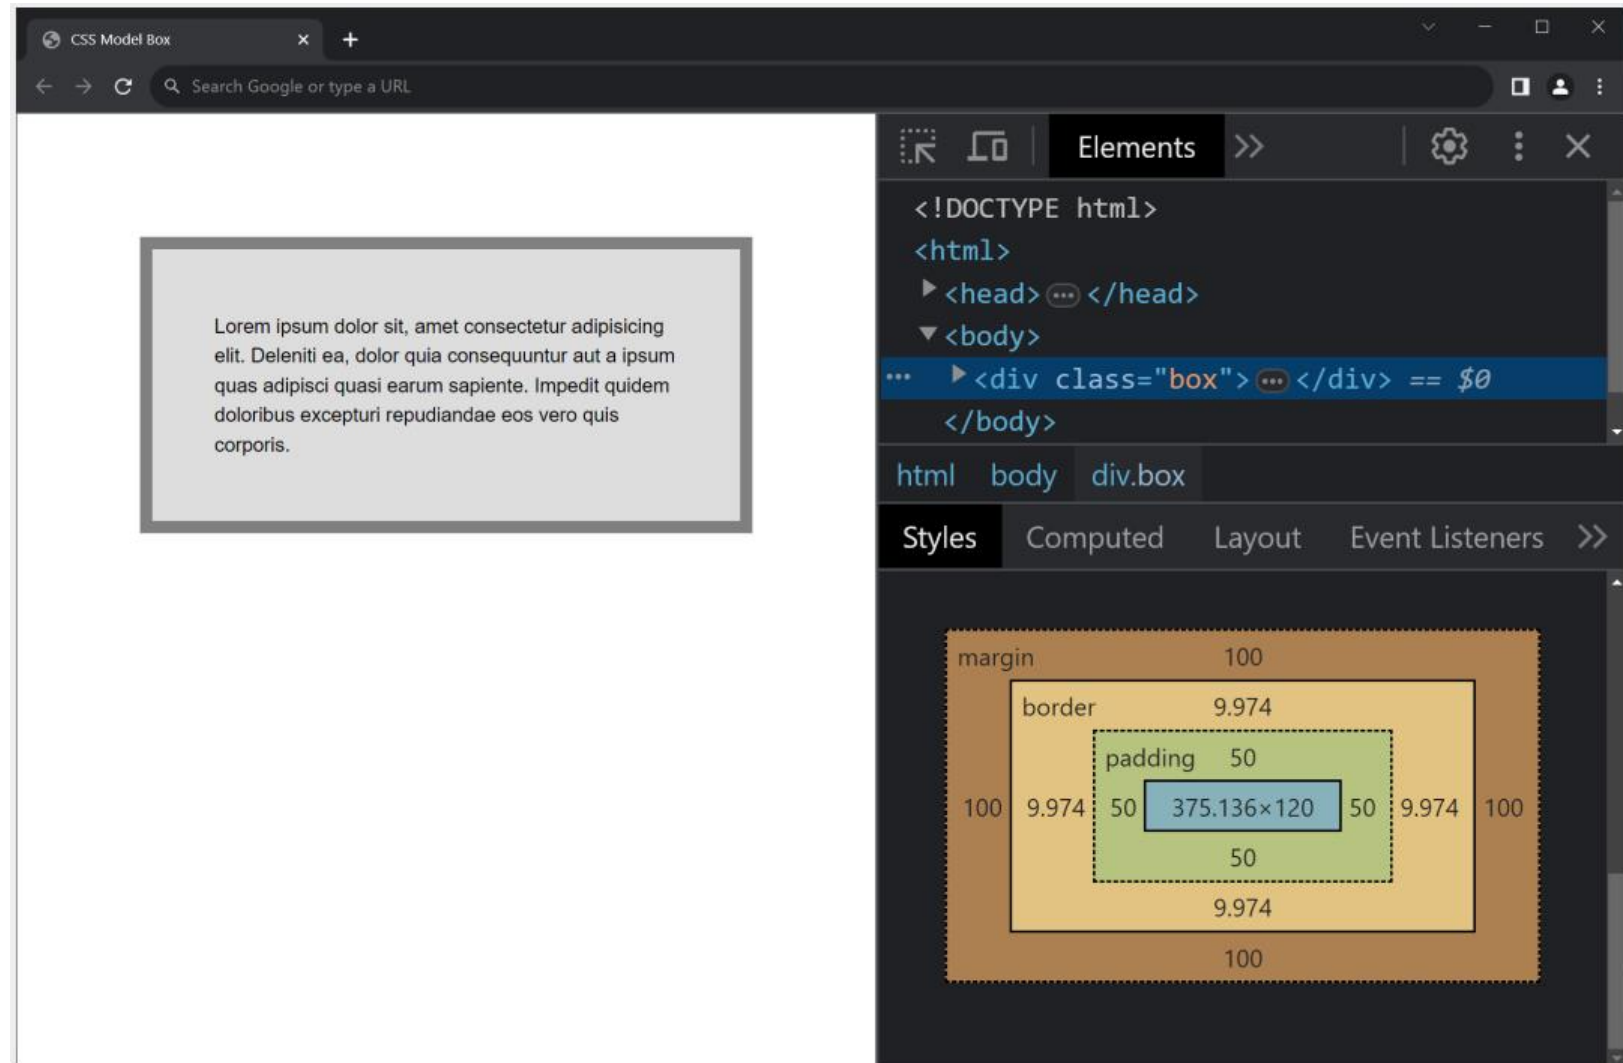 CSS Model Box
Search Google or type a URL
Lorem ipsum dolor sit, amet consectetur adipisicing
elit. Deleniti ea, dolor quia consequuntur aut a ipsum
quas adipisci quasi earum sapiente. Impedit quidem
doloribus excepturi repudiandae eos vero quis
corporis.
Elements
<!DOCTYPE html>
<html>
<head>⋯</head>
<body>
⋯ <div class="box">⋯</div> == $0
</body>
html body div.box
Styles Computed Layout Event Listeners
margin 100
border 9.974
padding 50
100 9.974 50 375.136×120 50 9.974 100
50
9.974
100